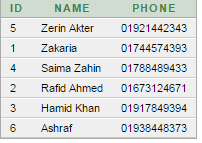 ID NAME PHONE
5 Zerin Akter 01921442343
1 Zakaria 01744574393
4 Saima Zahin 01788489433
2 Rafid Ahmed 01673124671
3 Hamid Khan 01917849394
6 Ashraf 01938448373